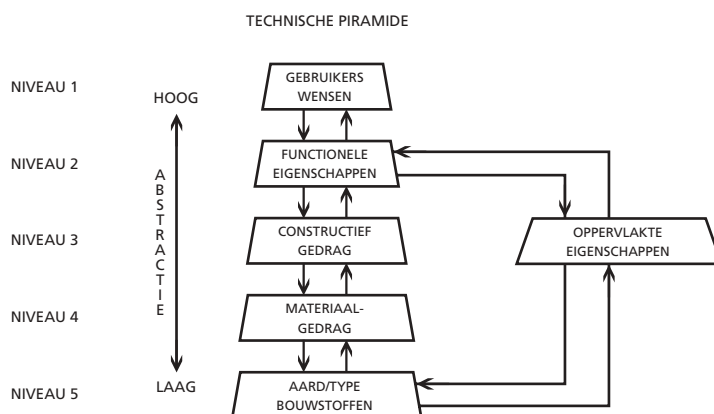 TECHNISCHE PIRAMIDE
NIVEAU 1
HOOG
GEBRUIKERS
WENSEN
NIVEAU 2
FUNCTIONELE
EIGENSCHAPPEN
ABSTRACTIE
NIVEAU 3
CONSTRUCTIEF
GEDRAG
OPPERVLAKTE
EIGENSCHAPPEN
NIVEAU 4
MATERIAAL-
GEDRAG
NIVEAU 5
LAAG
AARD/TYPE
BOUWSTOFFEN